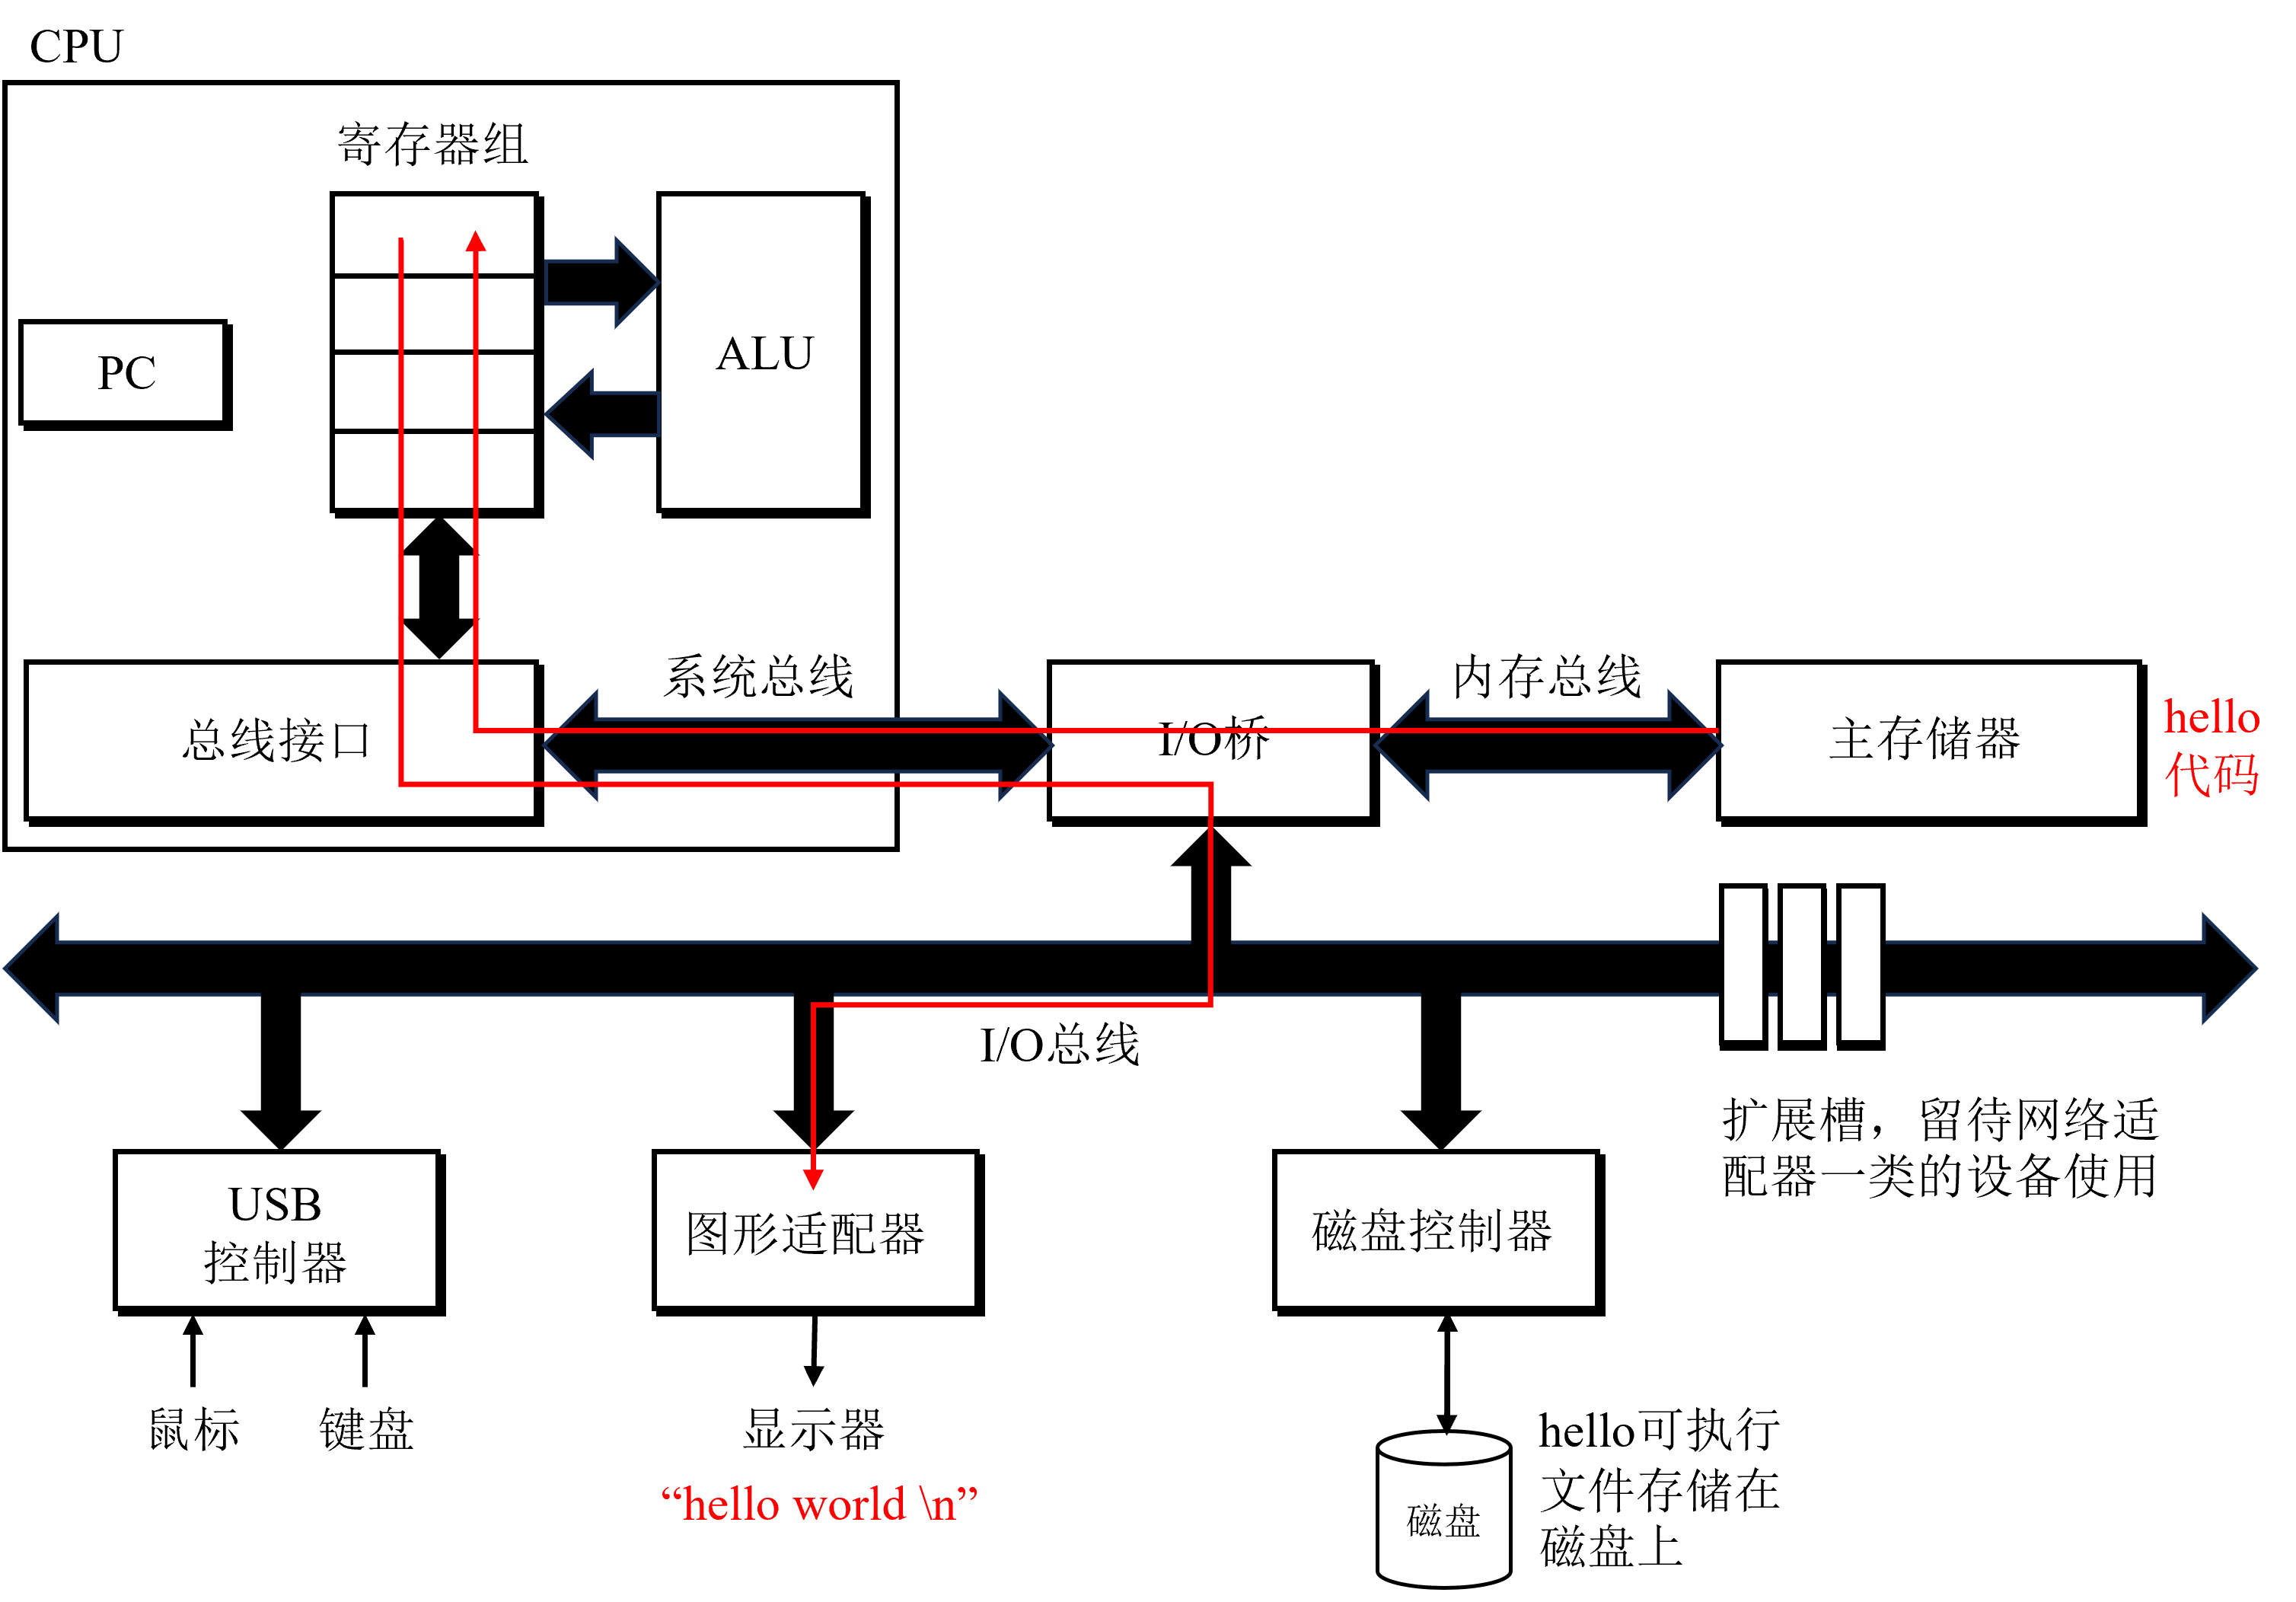 CPU
寄存器组
PC
ALU
系统总线
内存总线
总线接口
I/O桥
主存储器
hello
代码
I/O总线
扩展槽，留待网络适
配器一类的设备使用
USB
控制器
图形适配器
磁盘控制器
鼠标
键盘
显示器
“hello world \n”
磁盘
hello可执行
文件存储在
磁盘上